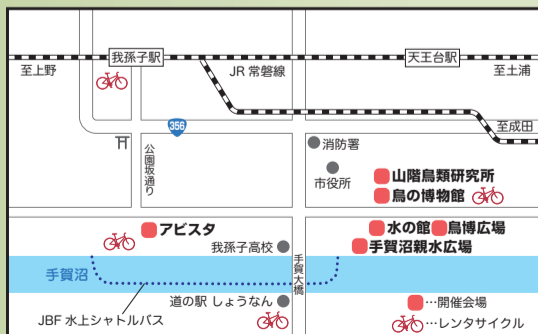 我孫子駅
天王台駅
至上野
JR 常磐線
至土浦
至成田
356
公園坂通り
消防署
市役所
山階鳥類研究所
鳥の博物館
アビスタ
水の館 鳥博広場
我孫子高校
手賀沼親水広場
手賀大橋
手賀沼
道の駅 しょうなん
JBF 水上シャトルバス
…開催会場
…レンタサイクル